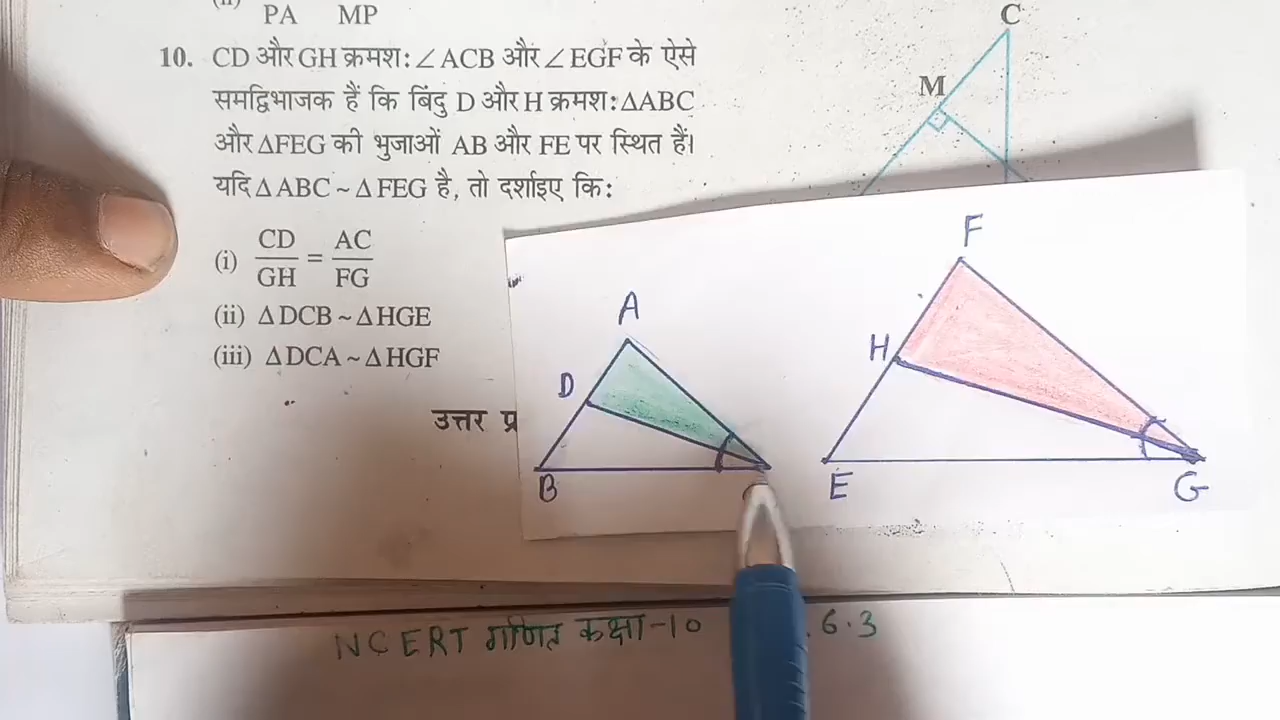 PA MP
10. CD और GH क्रमश: ∠ACB और ∠EGF के ऐसे
समद्विभाजक हैं कि बिंदु D और H क्रमश: ΔABC
और ΔFEG की भुजाओं AB और FE पर स्थित हैं।
यदि ΔABC ~ ΔFEG है, तो दर्शाइए कि:
(i) CD/GH = AC/FG
(ii) ΔDCB ~ ΔHGE
(iii) ΔDCA ~ ΔHGF
उत्तर
C
M
A
D
B
F
H
E
G
NCERT गणित कक्षा-10 6.3